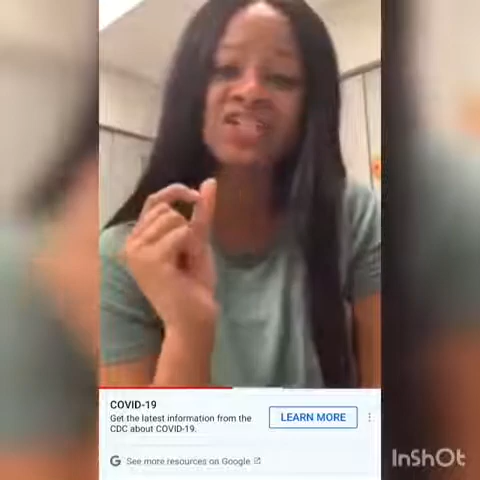 COVID-19
Get the latest information from the
CDC about COVID-19.
LEARN MORE
G See more resources on Google
InShOt